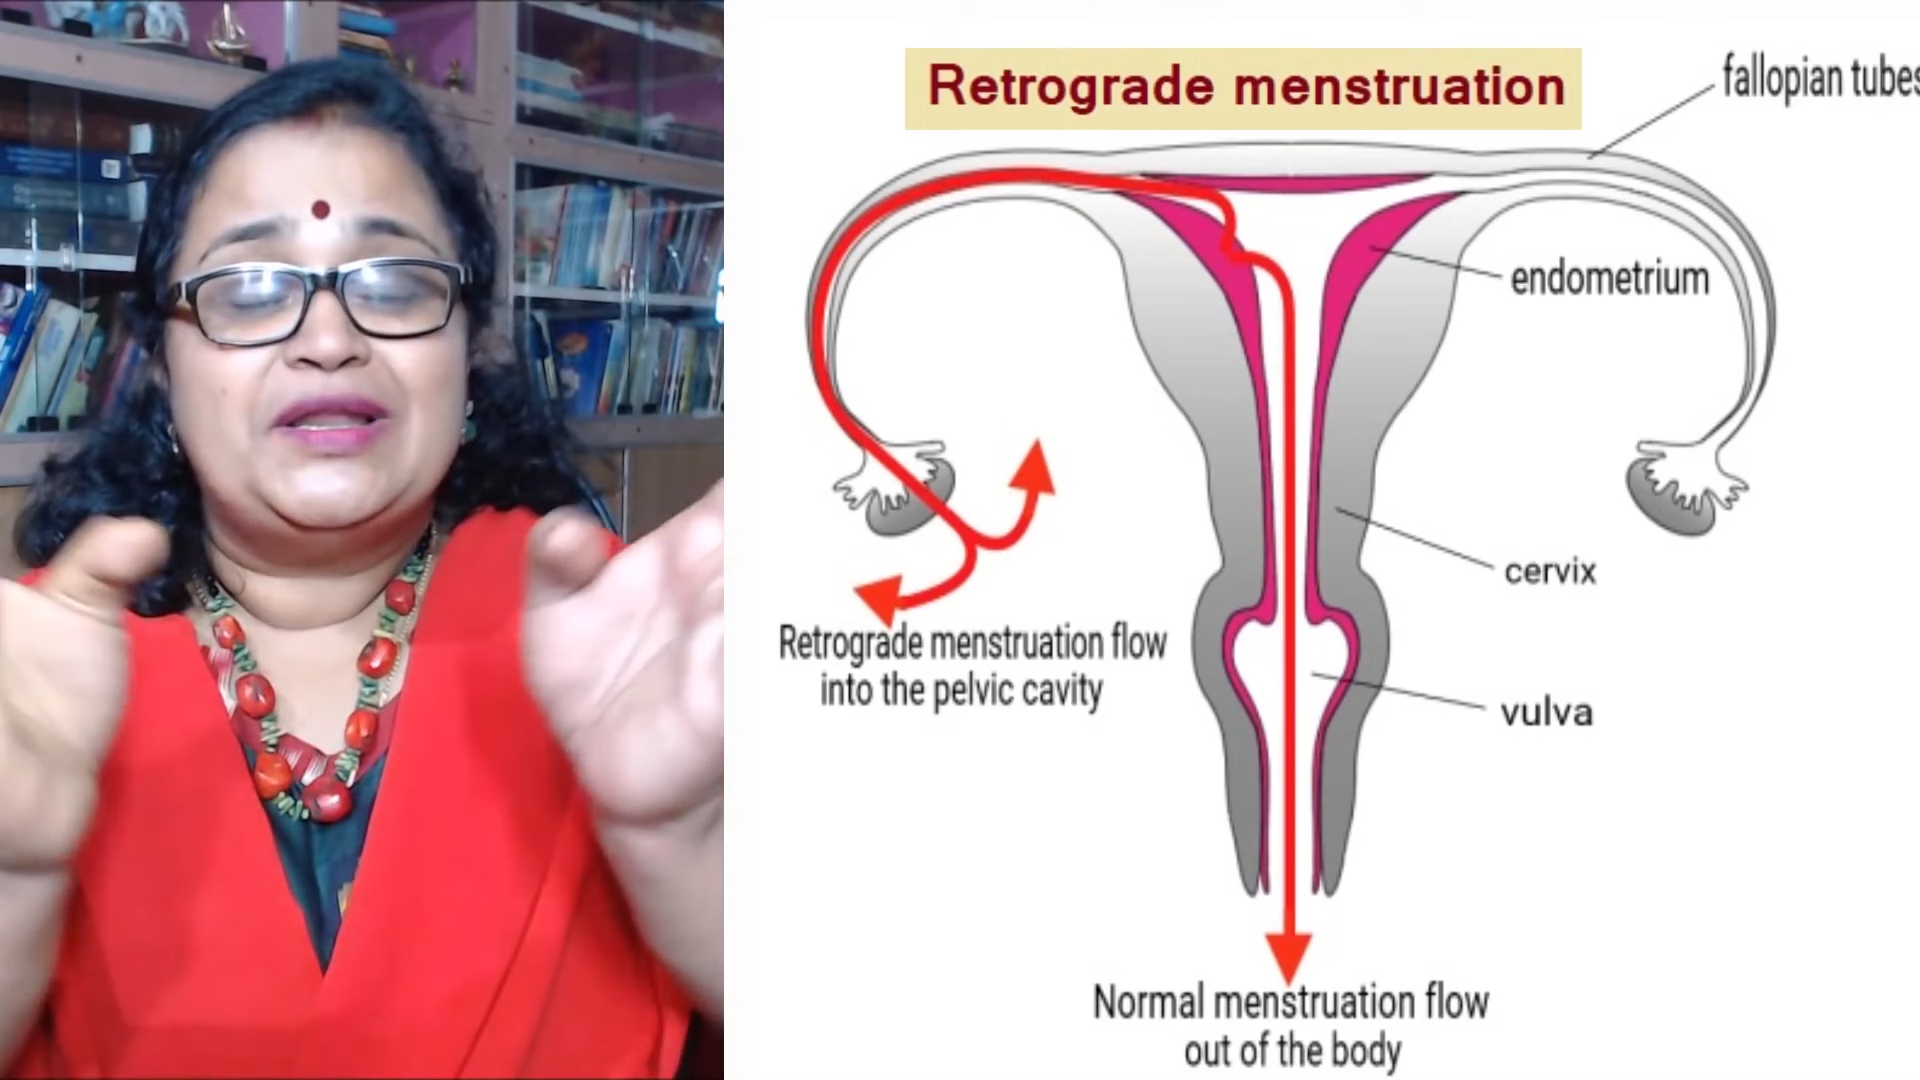 Retrograde menstruation
fallopian tubes
endometrium
cervix
Retrograde menstruation flow
into the pelvic cavity
vulva
Normal menstruation flow
out of the body